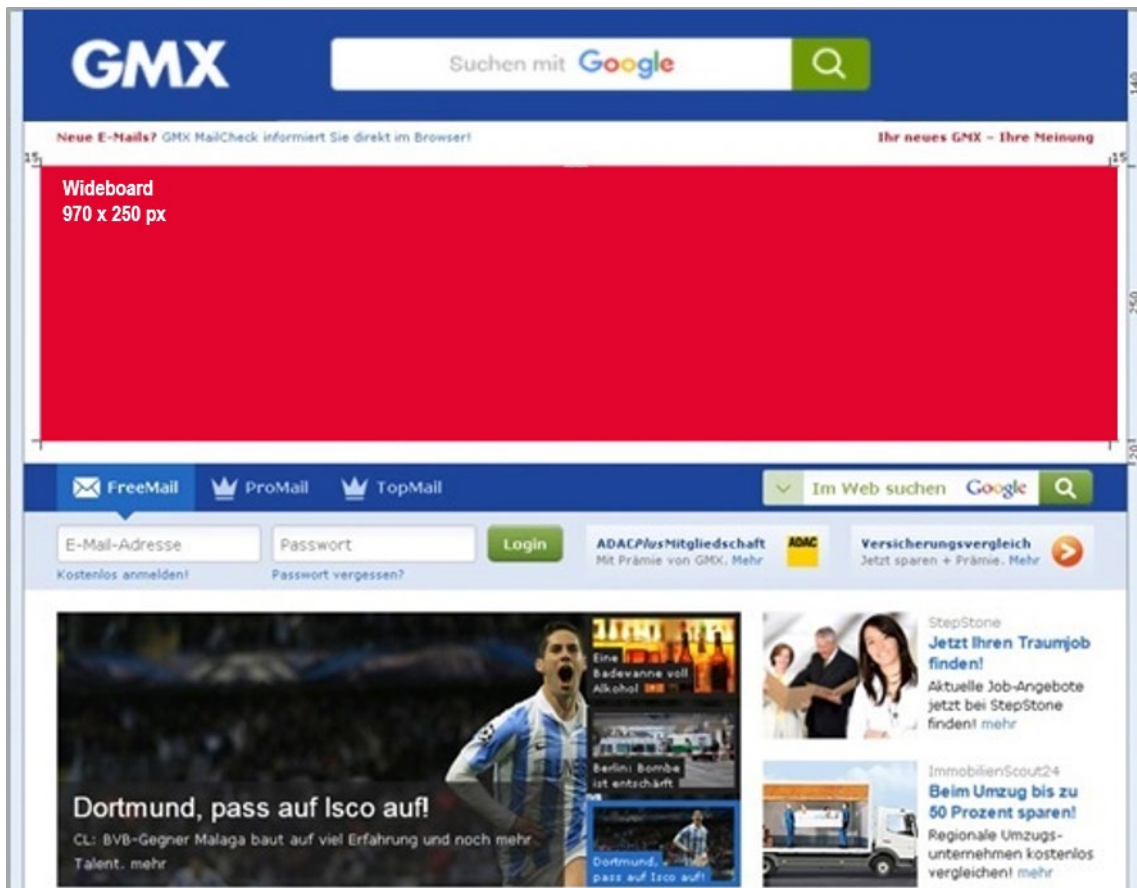 GMX
Suchen mit Google
140
Neue E-Mails? GMX MailCheck informiert Sie direkt im Browser!
Ihr neues GMX - Ihre Meinung
15
15
Wideboard
970 x 250 px
250
20
FreeMail
ProMail
TopMail
Im Web suchen Google
E-Mail-Adresse
Passwort
Login
Kostenlos anmelden!
Passwort vergessen?
ADACPlusMitgliedschaft
Mit Prämie von GMX. Mehr
ADAC
Versicherungsvergleich
Jetzt sparen + Prämie. Mehr
Eine
Badewanne voll
Alkohol
Berlin: Bombe
ist entschärft
Dortmund,
pass auf Isco auf!
Dortmund, pass auf Isco auf!
CL: BVB-Gegner Malaga baut auf viel Erfahrung und noch mehr
Talent. mehr
StepStone
Jetzt Ihren Traumjob
finden!
Aktuelle Job-Angebote
jetzt bei StepStone
finden! mehr
ImmobilienScout24
Beim Umzug bis zu
50 Prozent sparen!
Regionale Umzugs-
unternehmen kostenlos
vergleichen! mehr